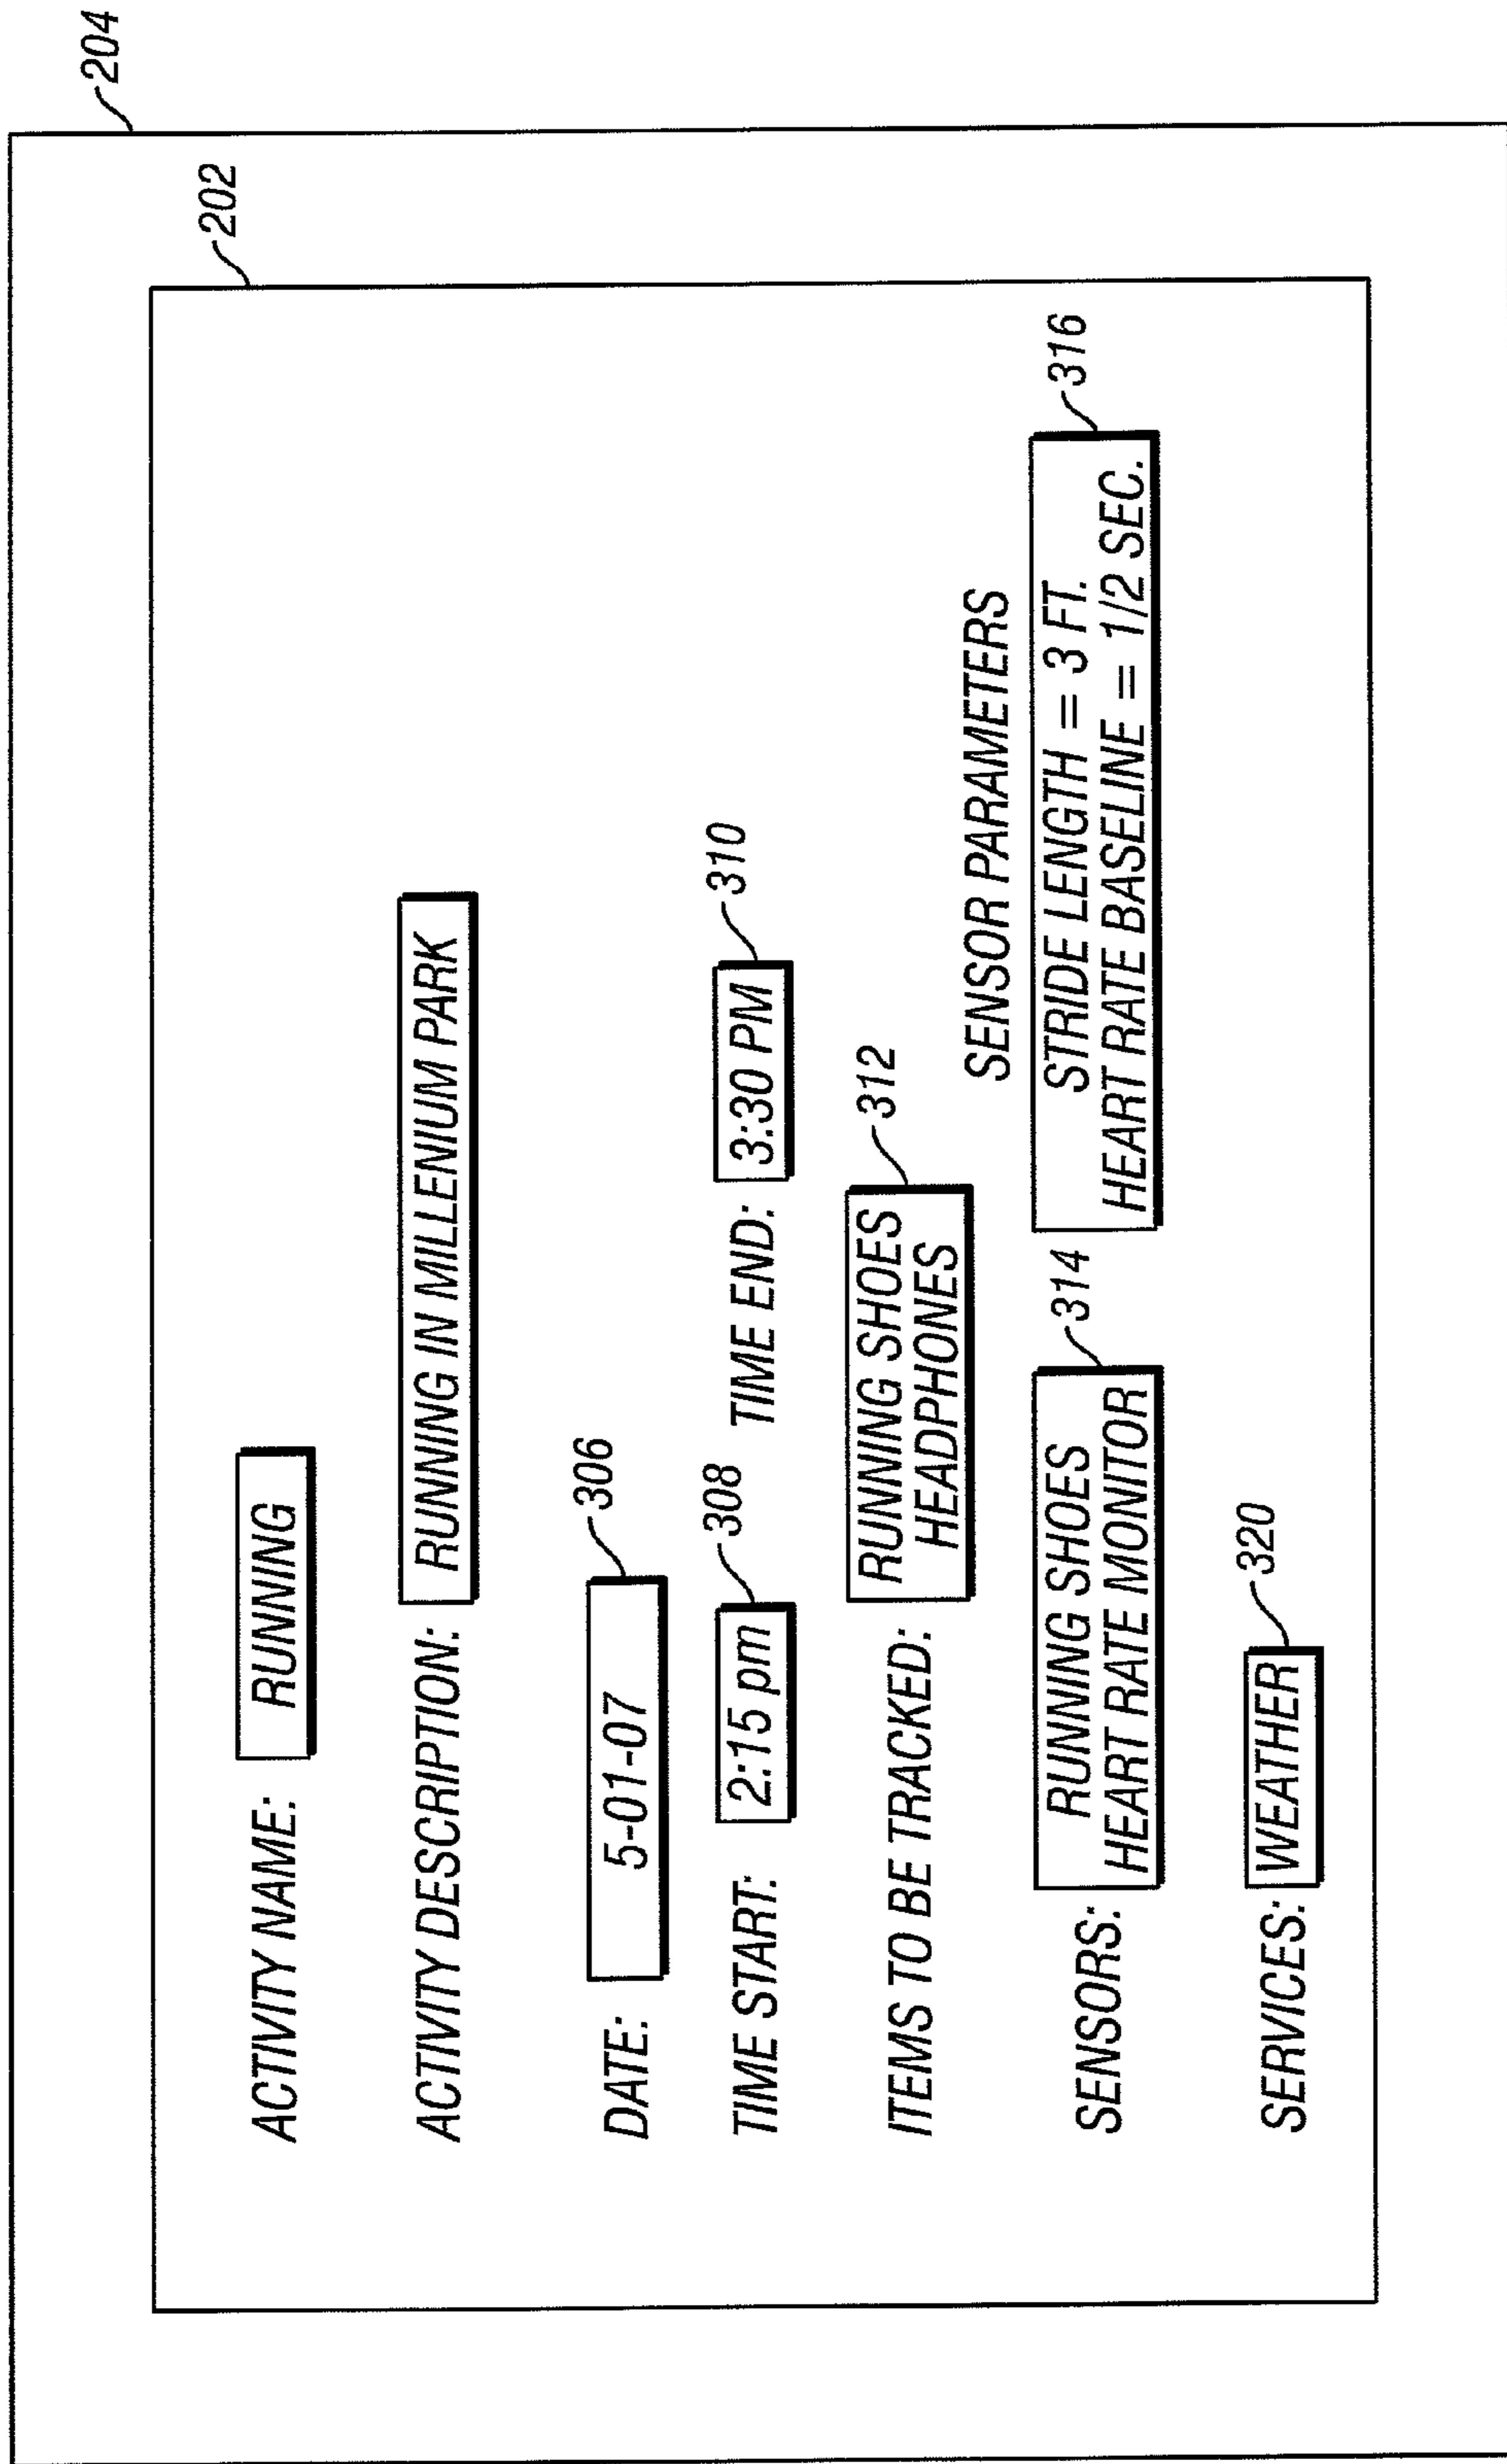 204
202
ACTIVITY NAME: RUNNING
ACTIVITY DESCRIPTION: RUNNING IN MILLENIUM PARK
306
DATE: 5-01-07
308 310
TIME START: 2:15 pm TIME END: 3:30 PM
312
ITEMS TO BE TRACKED: RUNNING SHOES
HEADPHONES
SENSOR PARAMETERS
314 316
SENSORS: RUNNING SHOES STRIDE LENGTH = 3 FT.
HEART RATE MONITOR HEART RATE BASELINE = 1/2 SEC.
320
SERVICES: WEATHER